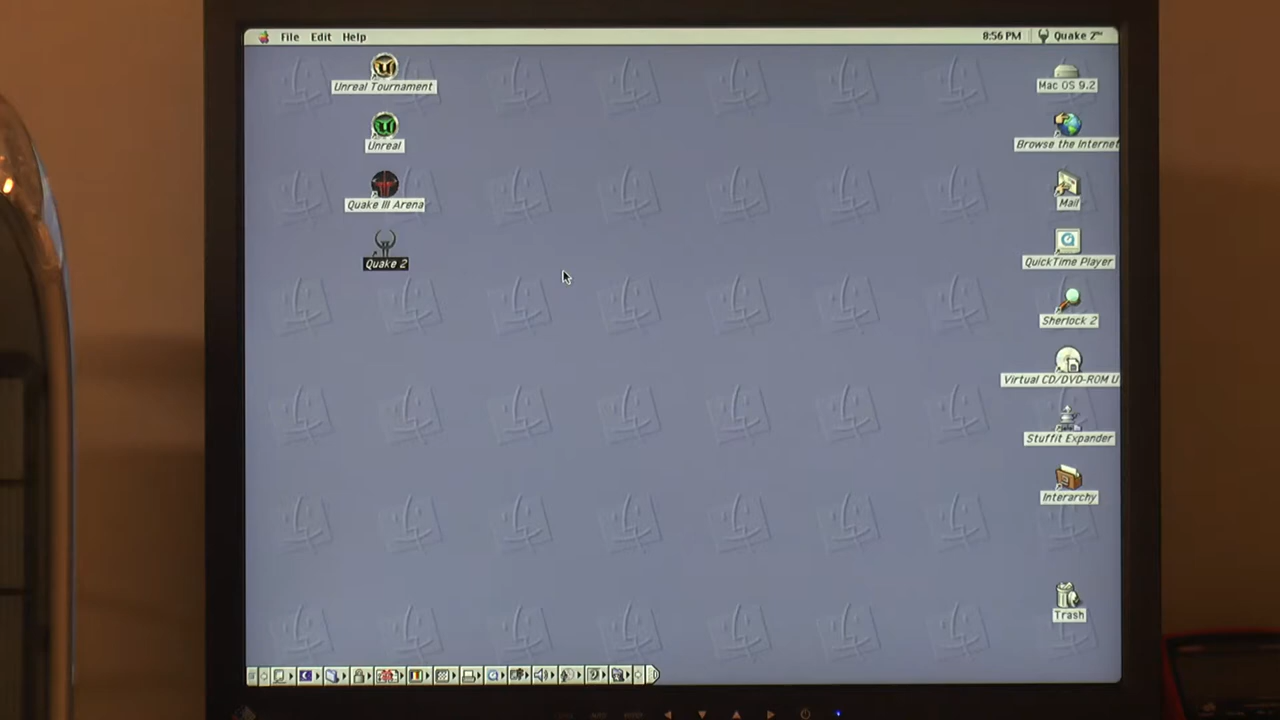 File Edit Help
8:56 PM Quake 2™
Unreal Tournament
Unreal
Quake III Arena
Quake 2
Mac OS 9.2
Browse the Internet
Mail
QuickTime Player
Sherlock 2
Virtual CD/DVD-ROM U
Stuffit Expander
Interarchy
Trash